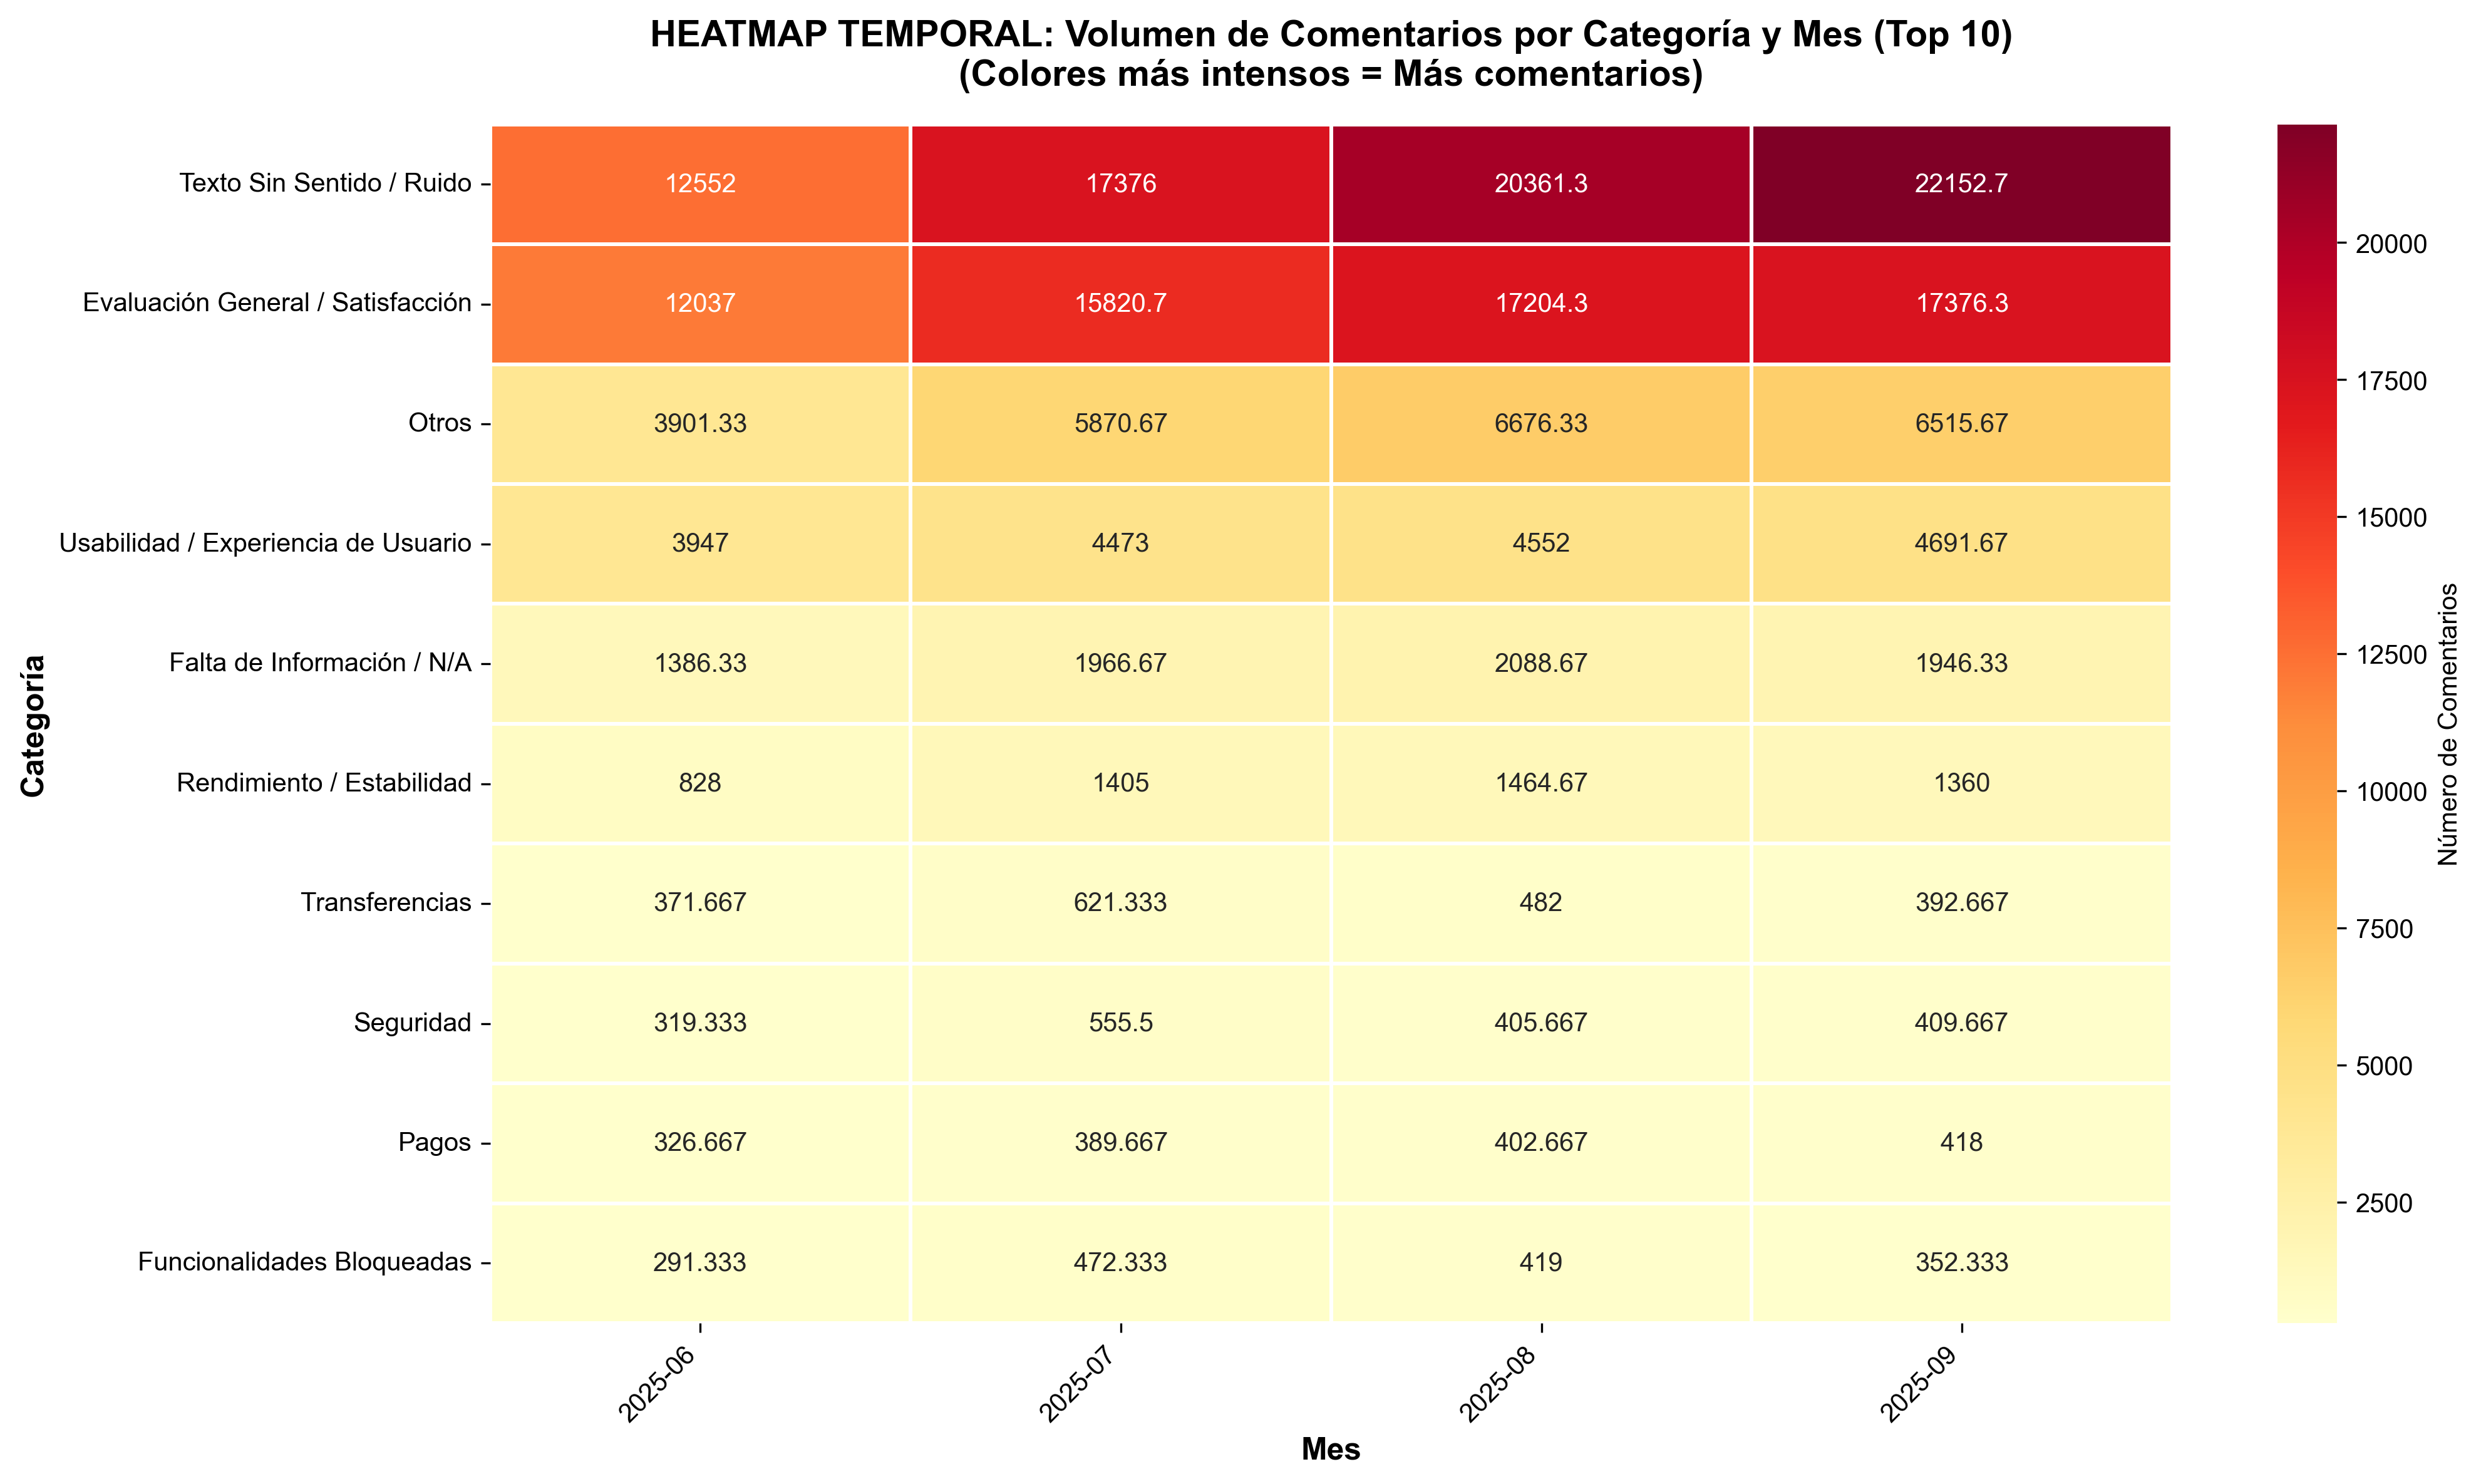 HEATMAP TEMPORAL: Volumen de Comentarios por Categoría y Mes (Top 10)
(Colores más intensos = Más comentarios)
Categoría
Texto Sin Sentido / Ruido 12552 17376 20361.3 22152.7
Evaluación General / Satisfacción 12037 15820.7 17204.3 17376.3
Otros 3901.33 5870.67 6676.33 6515.67
Usabilidad / Experiencia de Usuario 3947 4473 4552 4691.67
Falta de Información / N/A 1386.33 1966.67 2088.67 1946.33
Rendimiento / Estabilidad 828 1405 1464.67 1360
Transferencias 371.667 621.333 482 392.667
Seguridad 319.333 555.5 405.667 409.667
Pagos 326.667 389.667 402.667 418
Funcionalidades Bloqueadas 291.333 472.333 419 352.333
2025-06 2025-07 2025-08 2025-09
Mes
20000
17500
15000
12500
10000
7500
5000
2500
Número de Comentarios